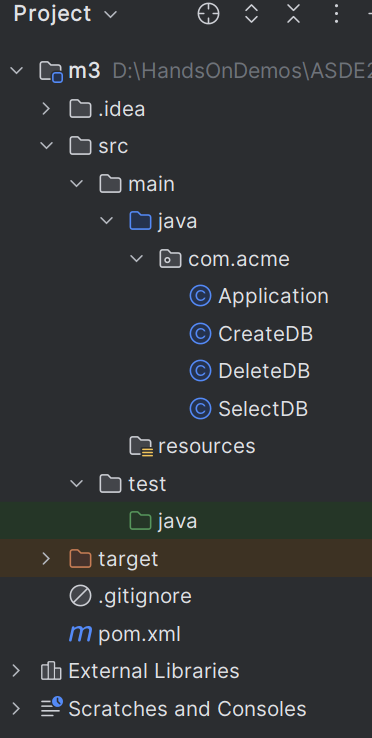 Project
m3 D:\HandsOnDemos\ASDE
.idea
src
main
java
com.acme
Application
CreateDB
DeleteDB
SelectDB
resources
test
java
target
.gitignore
pom.xml
External Libraries
Scratches and Consoles